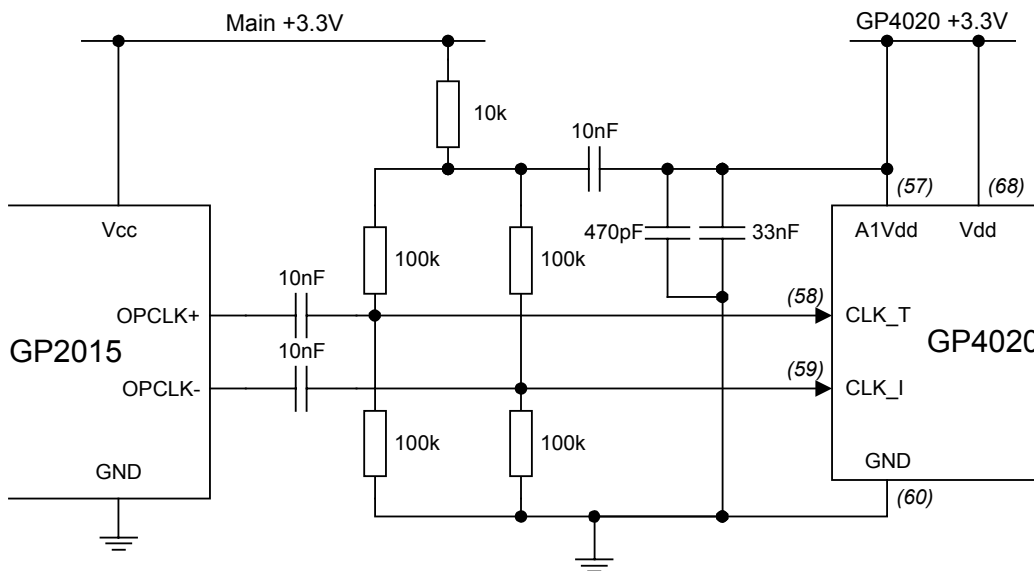 Main +3.3V
GP4020 +3.3V
10k
10nF
(57)
(68)
Vcc
470pF
33nF
A1Vdd
Vdd
100k
100k
10nF
OPCLK+
(58)
CLK_T
GP2015
GP4020
10nF
OPCLK-
(59)
CLK_I
100k
100k
GND
GND
(60)